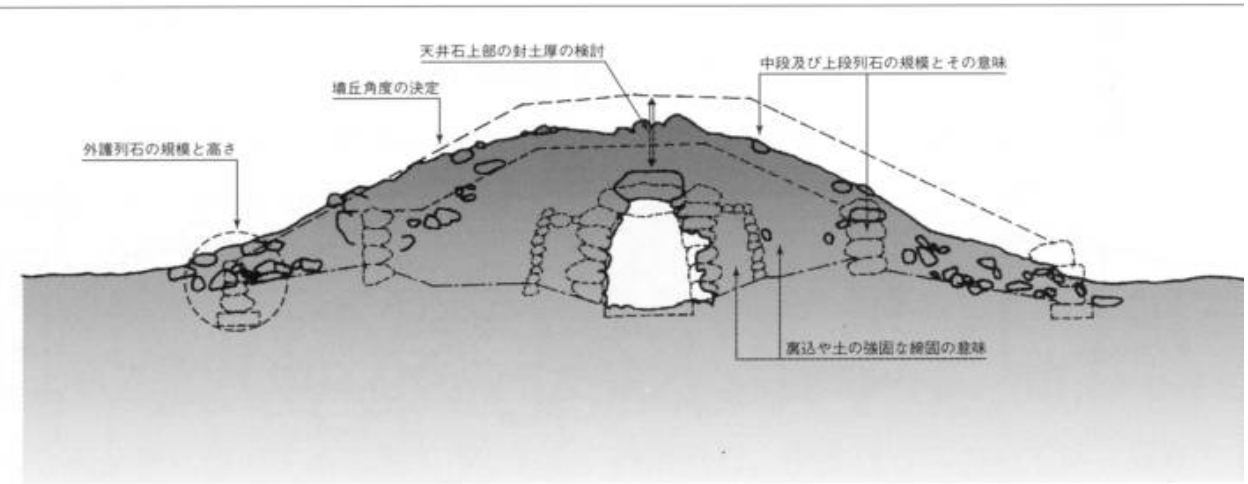 天井石上部の封土厚の検討
中段及び上段列石の規模とその意味
墳丘角度の決定
外護列石の規模と高さ
裏込や土の強固な締固の意味